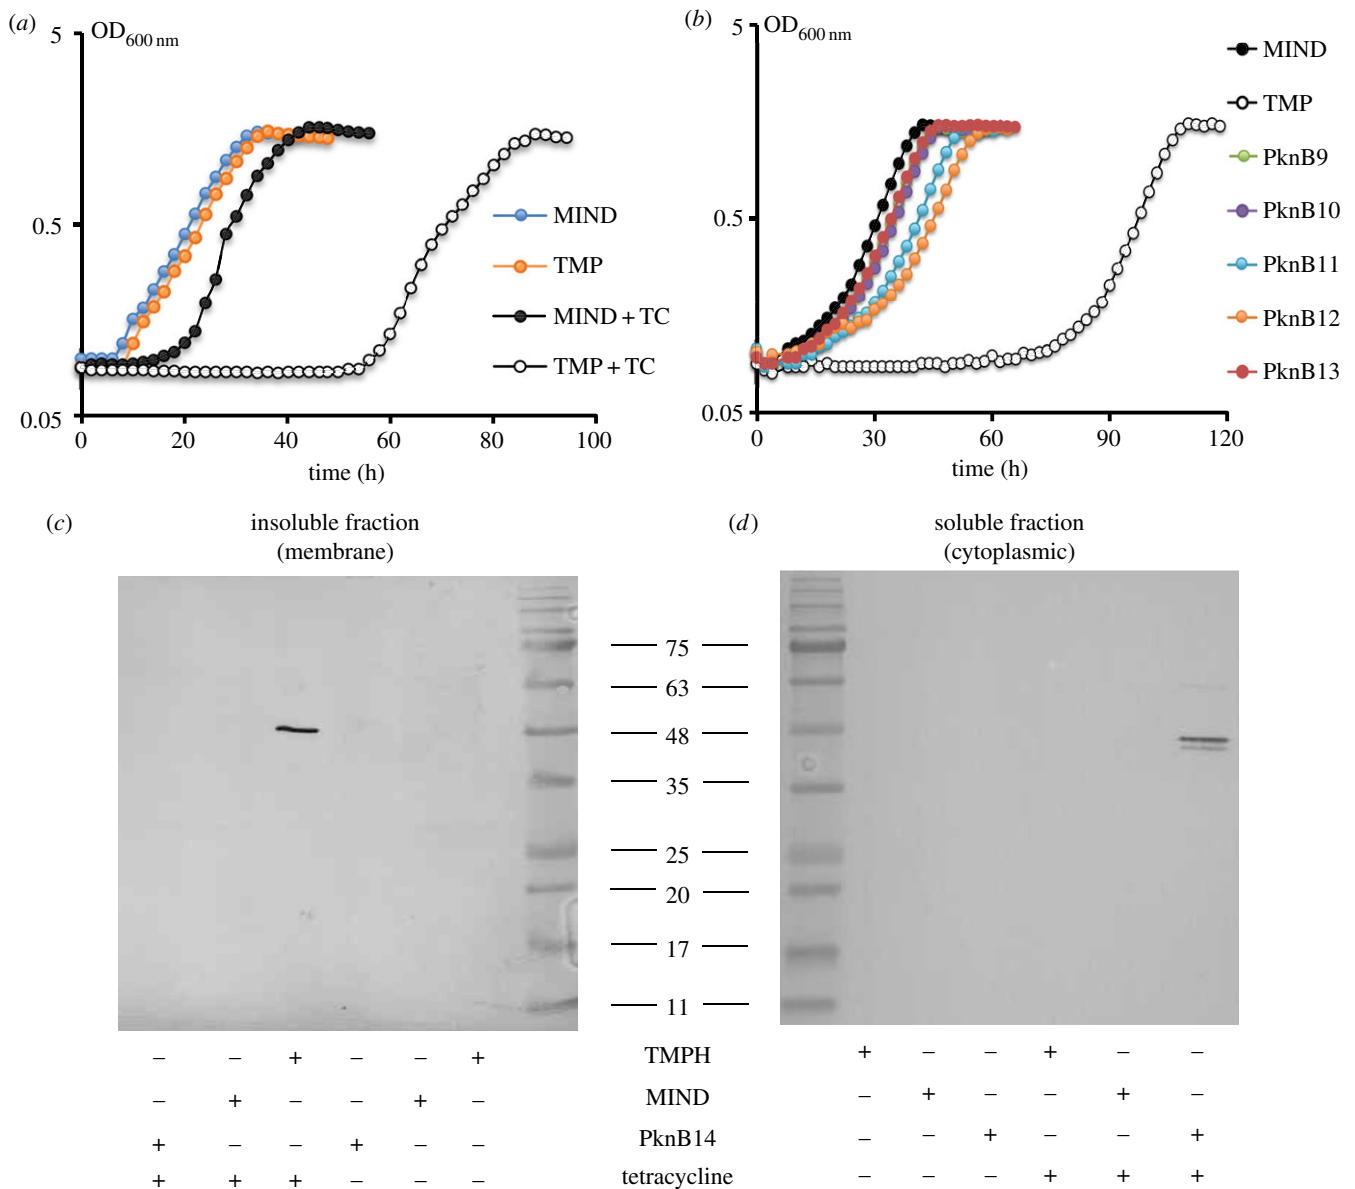 (a)
5
OD600 nm
0.5
0.05
0 20 40 60 80 100
time (h)
MIND
TMP
MIND + TC
TMP + TC
(b)
5
OD600 nm
0.5
0.05
0 30 60 90 120
time (h)
MIND
TMP
PknB9
PknB10
PknB11
PknB12
PknB13
(c)
insoluble fraction
(membrane)
(d)
soluble fraction
(cytoplasmic)
75
63
48
35
25
20
17
11
– – + – – + TMPH + – – + – –
– + – – + – MIND – + – – + –
+ – – + – – PknB14 – – + – – +
+ + + – – – tetracycline – – – + + +